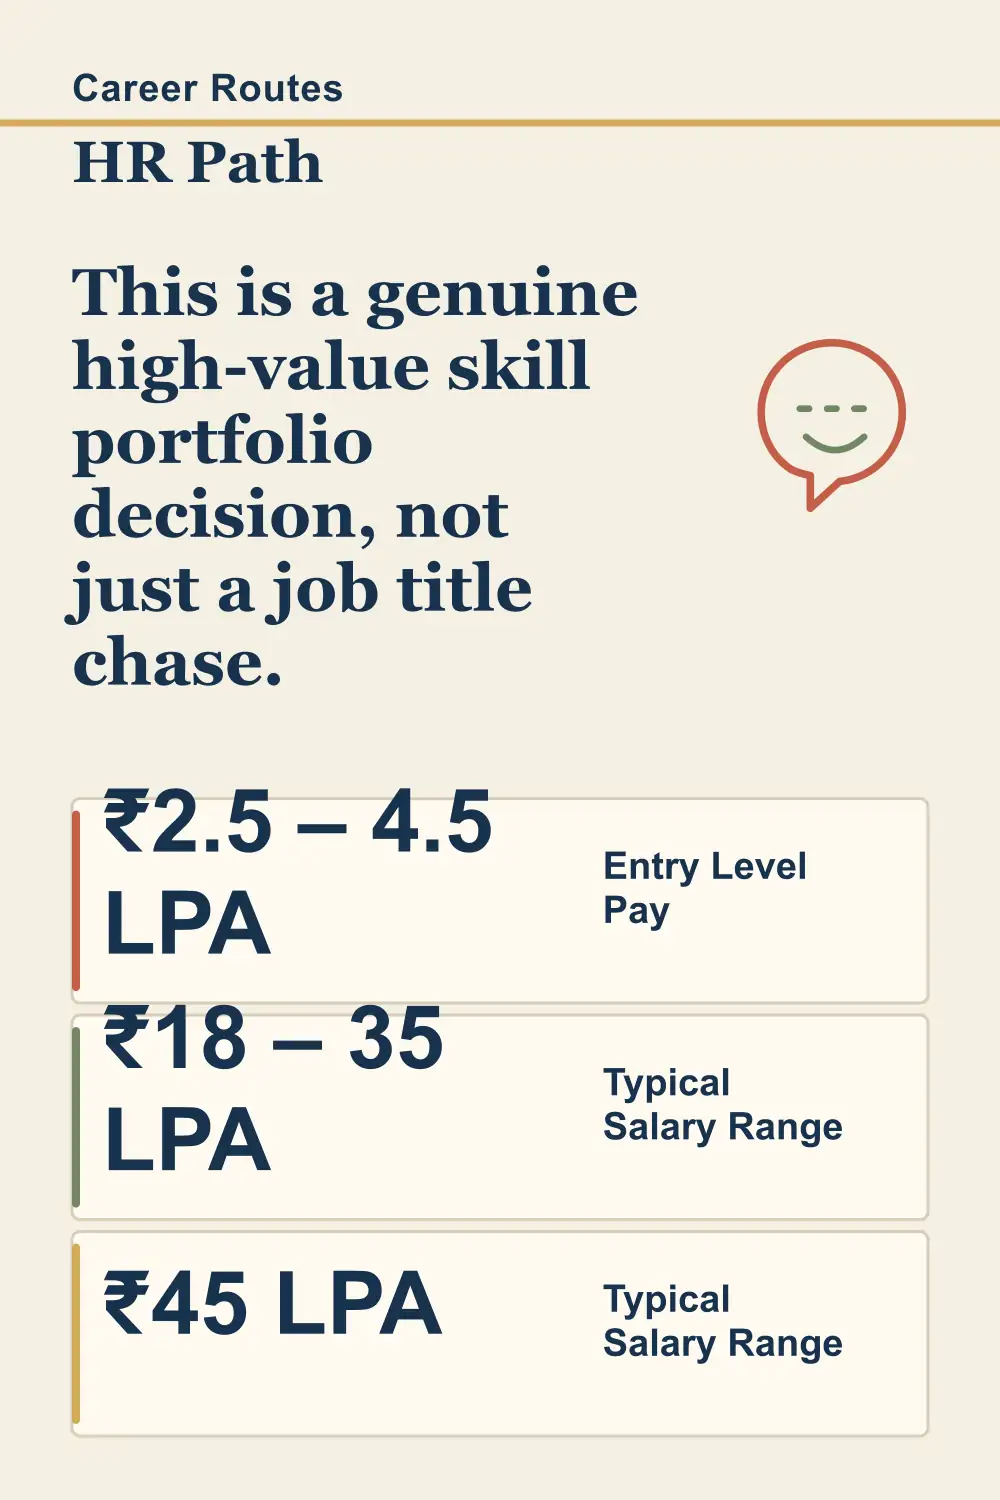 Career Routes
HR Path
This is a genuine
high-value skill
portfolio
decision, not
just a job title
chase.
₹2.5 – 4.5
LPA
Entry Level
Pay
₹18 – 35
LPA
Typical
Salary Range
₹45 LPA
Typical
Salary Range